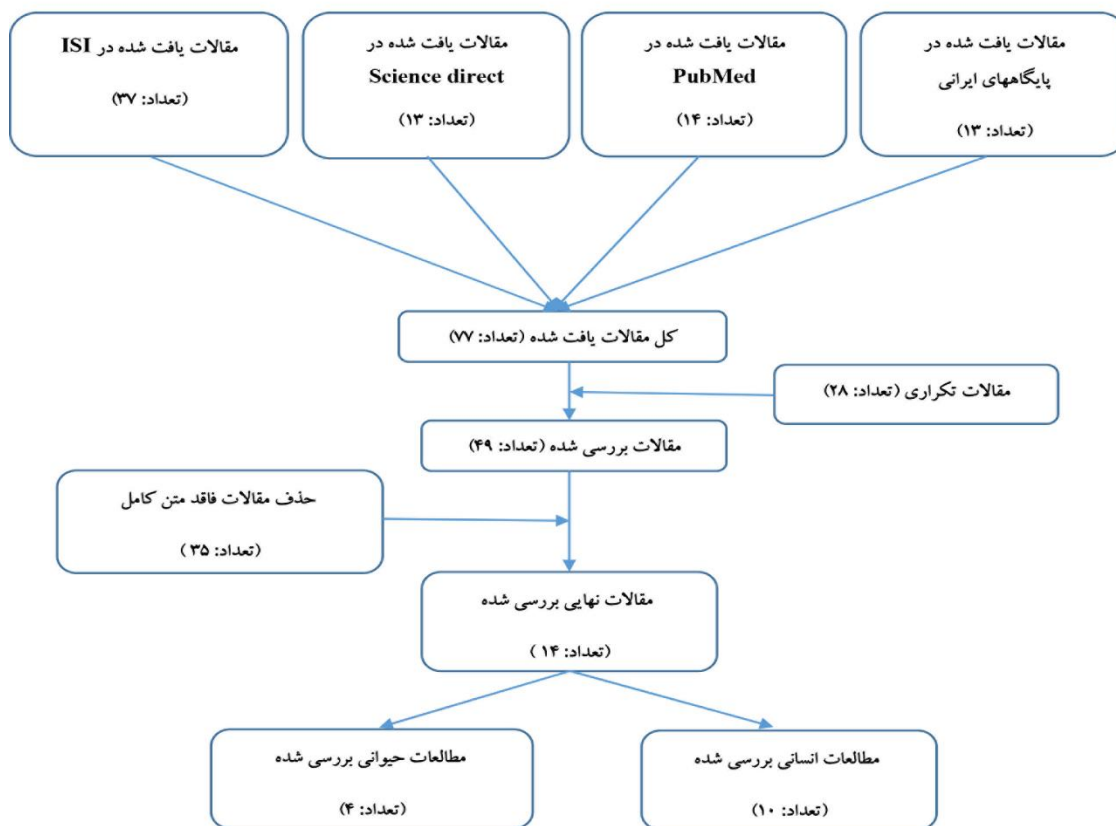 مقالات یافت شده در
پایگاههای ایرانی
(تعداد: ۱۳)
مقالات یافت شده در
PubMed
(تعداد: ۱۴)
مقالات یافت شده در
Science direct
(تعداد: ۱۳)
مقالات یافت شده در ISI
(تعداد: ۳۷)
کل مقالات یافت شده (تعداد: ۷۷)
مقالات تکراری (تعداد: ۲۸)
مقالات بررسی شده (تعداد: ۴۹)
حذف مقالات فاقد متن کامل
(تعداد: ۳۵ )
مقالات نهایی بررسی شده
(تعداد: ۱۴ )
مطالعات انسانی بررسی شده
(تعداد: ۱۰)
مطالعات حیوانی بررسی شده
(تعداد: ۴)